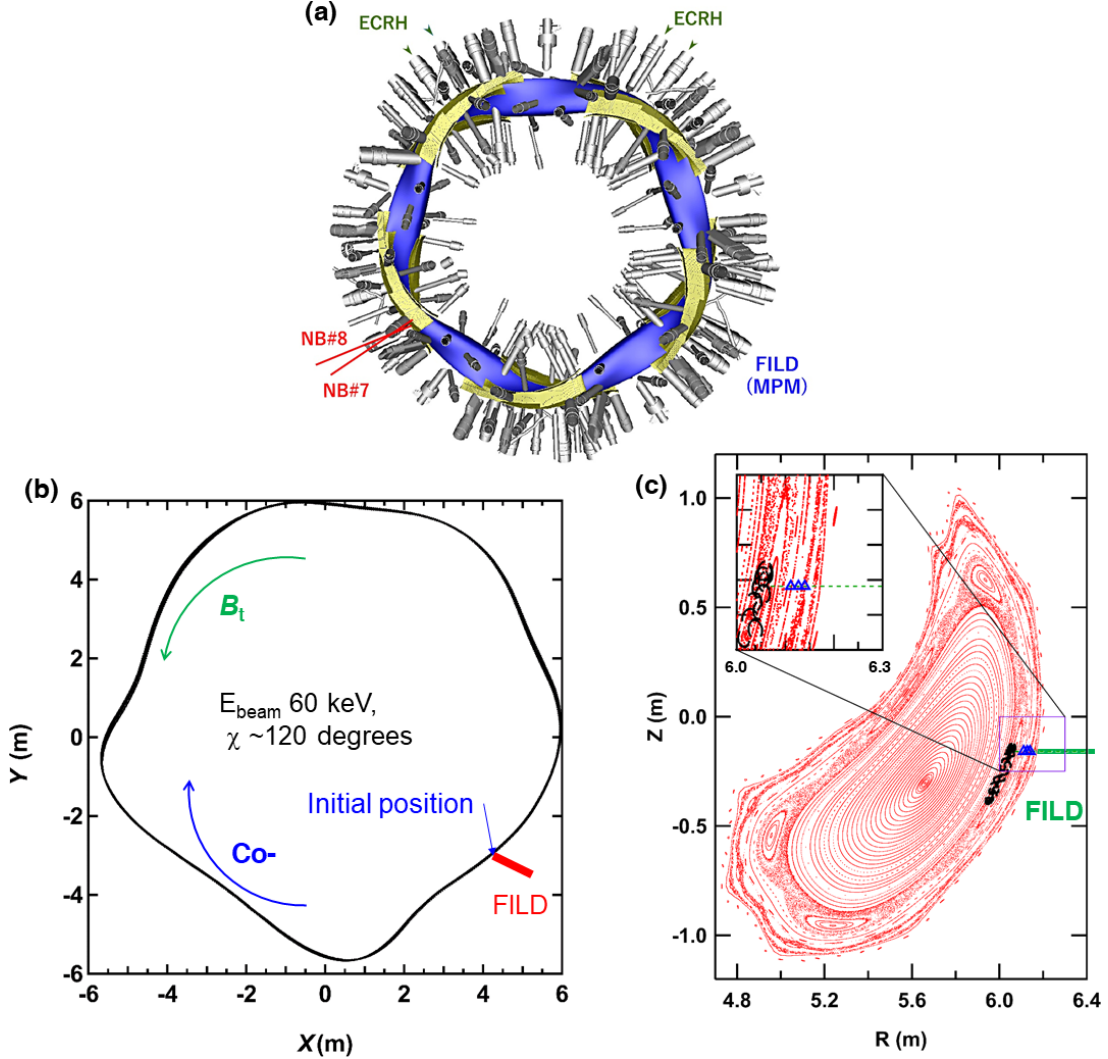 (a)
ECRH
ECRH
NB#8
NB#7
FILD
(MPM)
(b)
6
4
2
0
-2
-4
-6
Y (m)
Bt
Ebeam 60 keV,
χ ~120 degrees
Initial position
Co-
FILD
-6
-4
-2
0
2
4
6
X (m)
(c)
1.0
0.5
0.0
-0.5
-1.0
Z (m)
6.0
6.3
FILD
4.8
5.2
5.6
6.0
6.4
R (m)